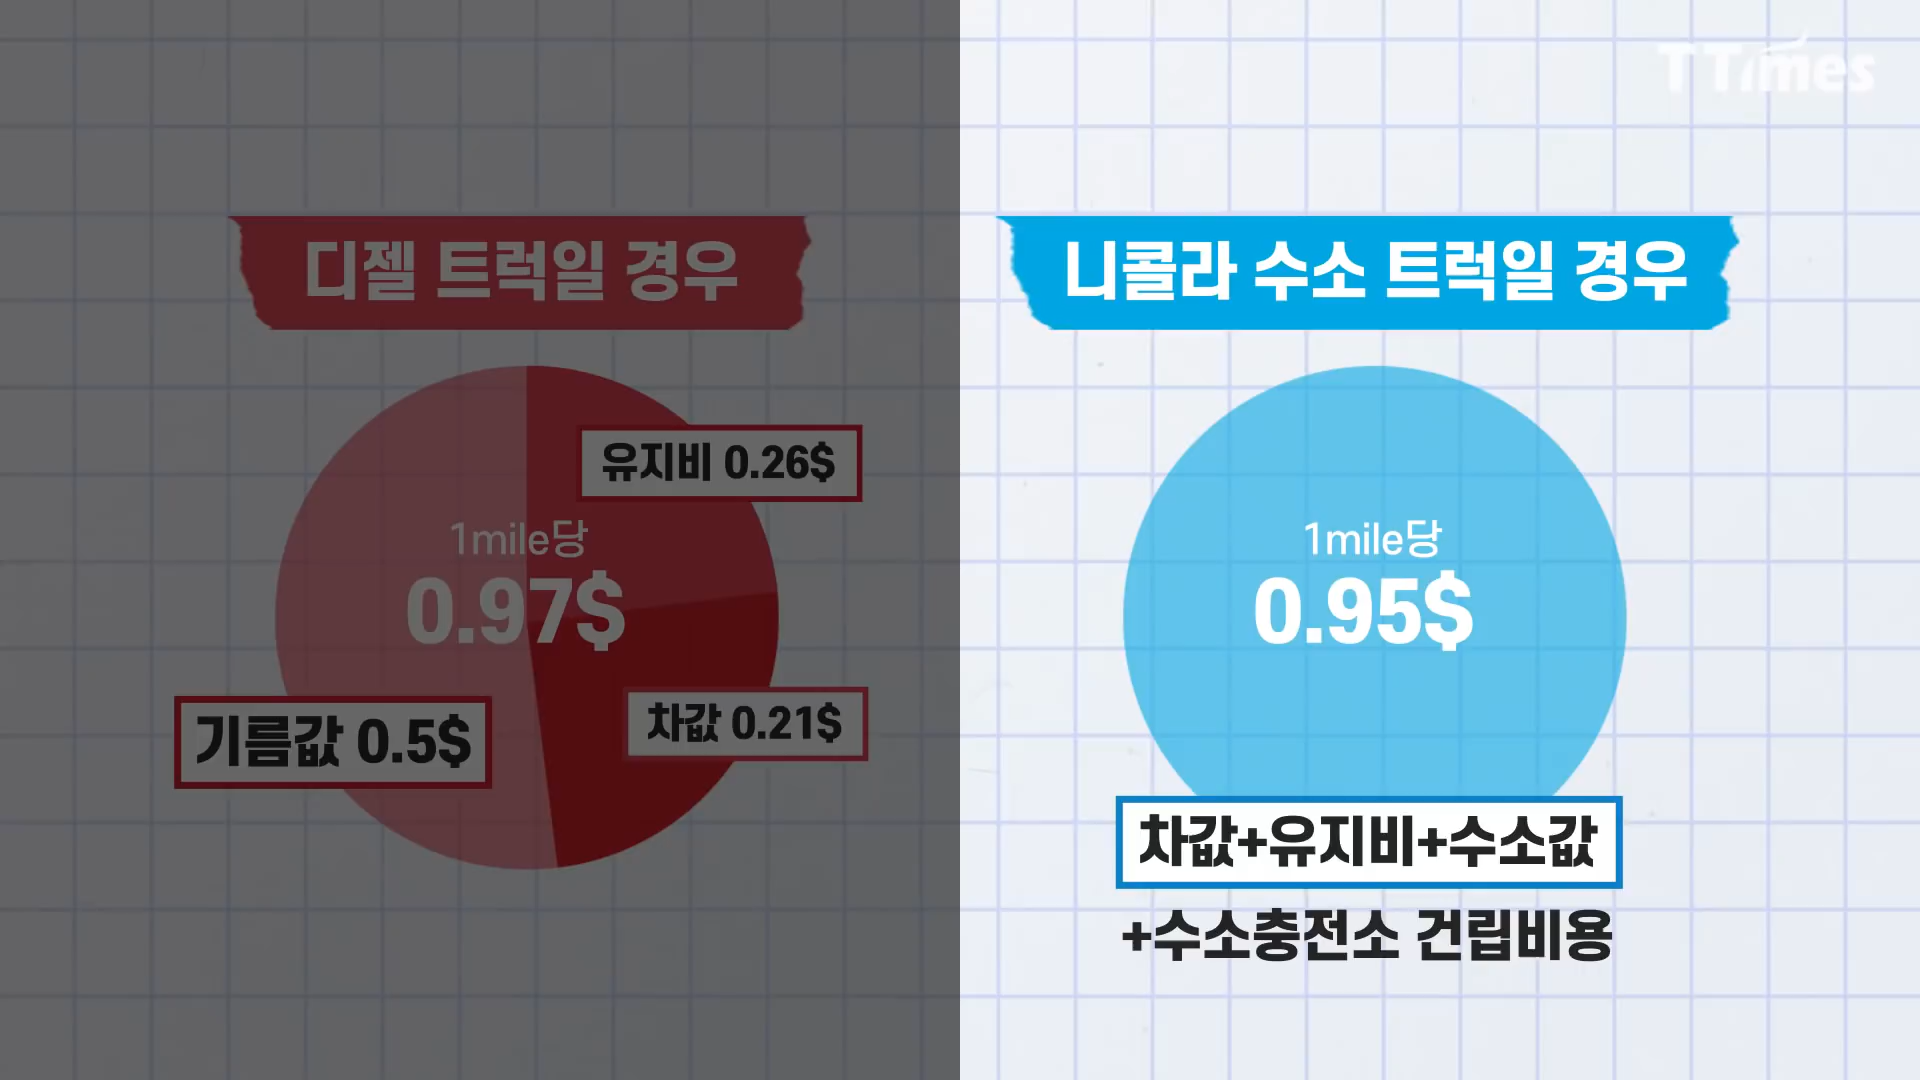 TTimes
디젤 트럭일 경우
유지비 0.26$
1mile당
0.97$
차값 0.21$
기름값 0.5$
니콜라 수소 트럭일 경우
1mile당
0.95$
차값+유지비+수소값
+수소충전소 건립비용